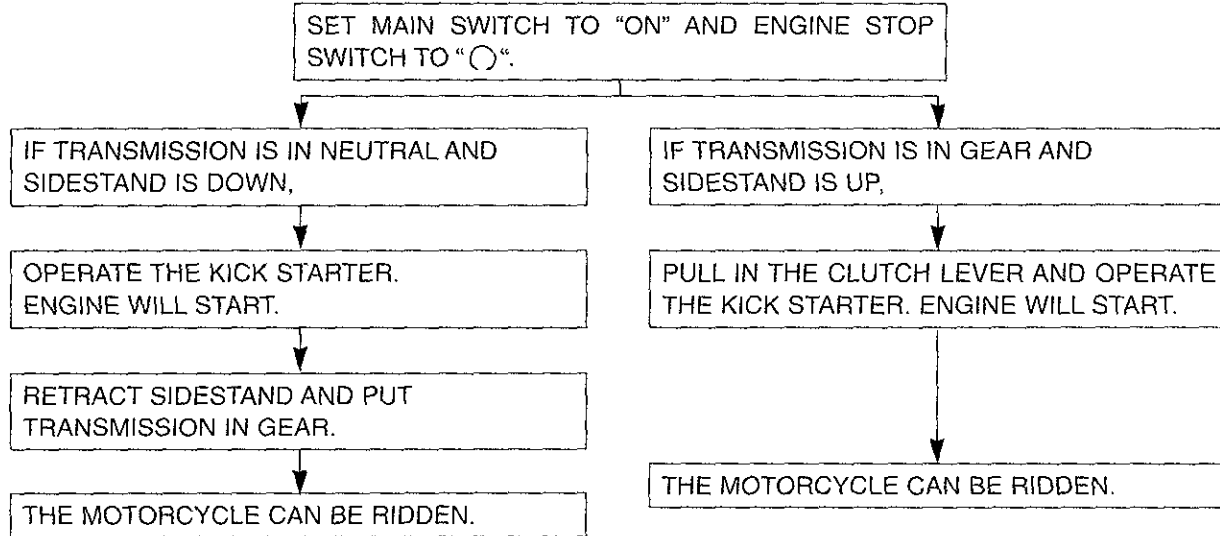 SET MAIN SWITCH TO “ON” AND ENGINE STOP
SWITCH TO “◯“.
IF TRANSMISSION IS IN NEUTRAL AND
SIDESTAND IS DOWN,
OPERATE THE KICK STARTER.
ENGINE WILL START.
RETRACT SIDESTAND AND PUT
TRANSMISSION IN GEAR.
THE MOTORCYCLE CAN BE RIDDEN.
IF TRANSMISSION IS IN GEAR AND
SIDESTAND IS UP,
PULL IN THE CLUTCH LEVER AND OPERATE
THE KICK STARTER. ENGINE WILL START.
THE MOTORCYCLE CAN BE RIDDEN.